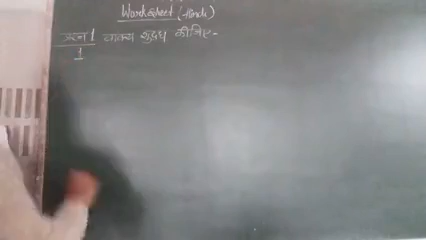 Worksheet (Hindi)
प्रश्न 1 वाक्य शुद्ध कीजिए-
1